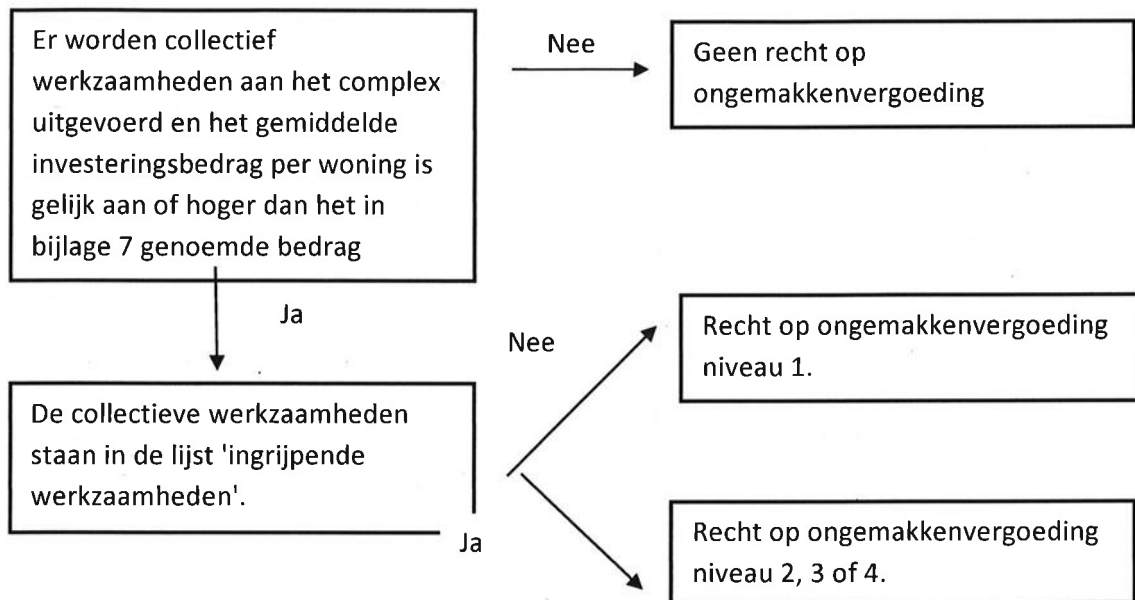 Er worden collectief
werkzaamheden aan het complex
uitgevoerd en het gemiddelde
investeringsbedrag per woning is
gelijk aan of hoger dan het in
bijlage 7 genoemde bedrag
Nee
Geen recht op
ongemakkenvergoeding
Ja
De collectieve werkzaamheden
staan in de lijst 'ingrijpende
werkzaamheden'.
Nee
Recht op ongemakkenvergoeding
niveau 1.
Ja
Recht op ongemakkenvergoeding
niveau 2, 3 of 4.